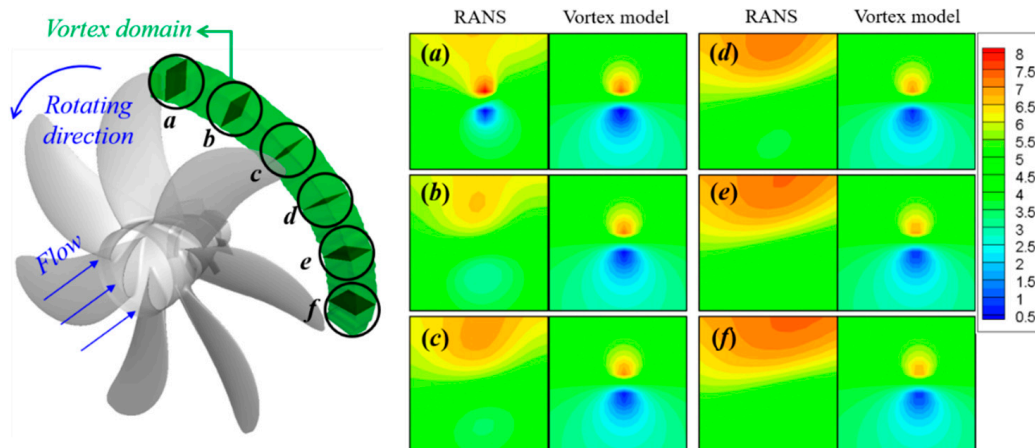 Vortex domain
Rotating
direction
Flow
a
b
c
d
e
f
RANS Vortex model RANS Vortex model
(a)
(d)
(b)
(e)
(c)
(f)
8
7.5
7
6.5
6
5.5
5
4.5
4
3.5
3
2.5
2
1.5
1
0.5